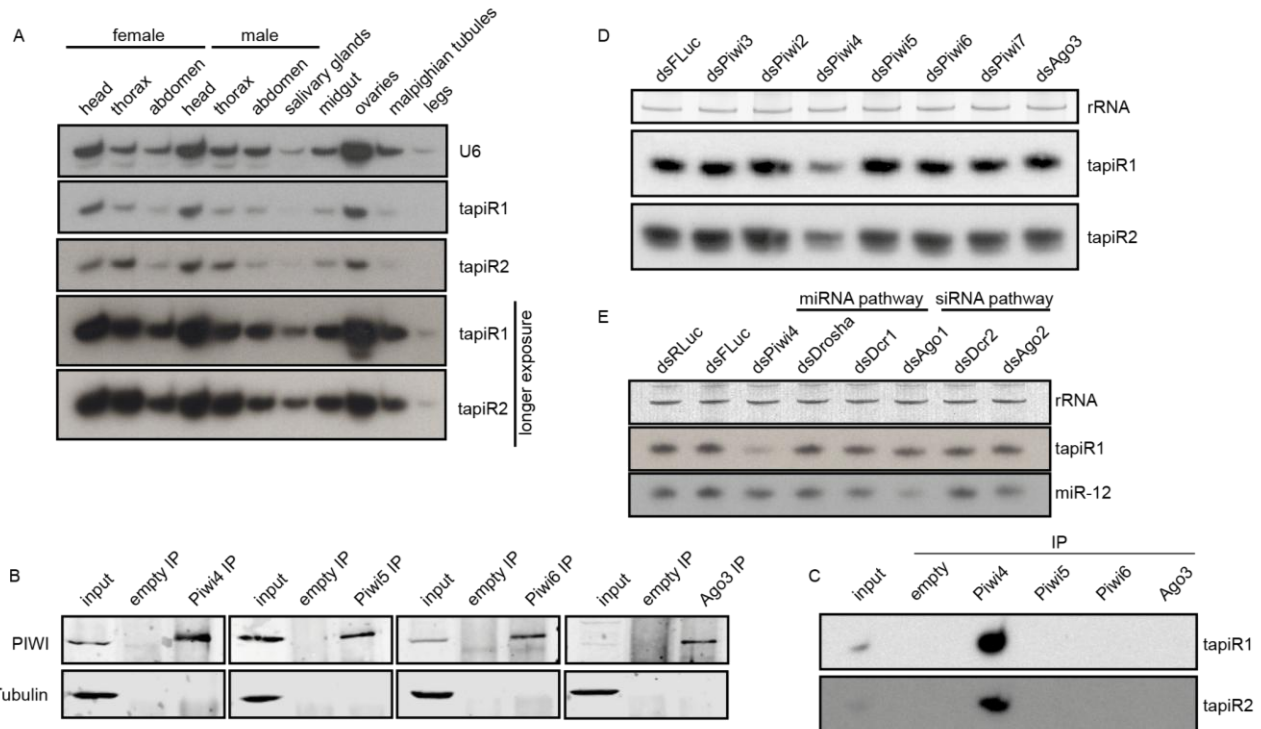 A
female
male
head
thorax
abdomen
head
thorax
abdomen
salivary glands
midgut
ovaries
malpighian tubules
legs
U6
tapiR1
tapiR2
tapiR1
tapiR2
longer exposure
D
dsFLuc
dsPiwi3
dsPiwi2
dsPiwi4
dsPiwi5
dsPiwi6
dsPiwi7
dsAgo3
rRNA
tapiR1
tapiR2
E
miRNA pathway
siRNA pathway
dsRLuc
dsFLuc
dsPiwi4
dsDrosha
dsDcr1
dsAgo1
dsDcr2
dsAgo2
rRNA
tapiR1
miR-12
B
input
empty IP
Piwi4 IP
input
empty IP
Piwi5 IP
input
empty IP
Piwi6 IP
input
empty IP
Ago3 IP
PIWI
Tubulin
C
IP
input
empty
Piwi4
Piwi5
Piwi6
Ago3
tapiR1
tapiR2